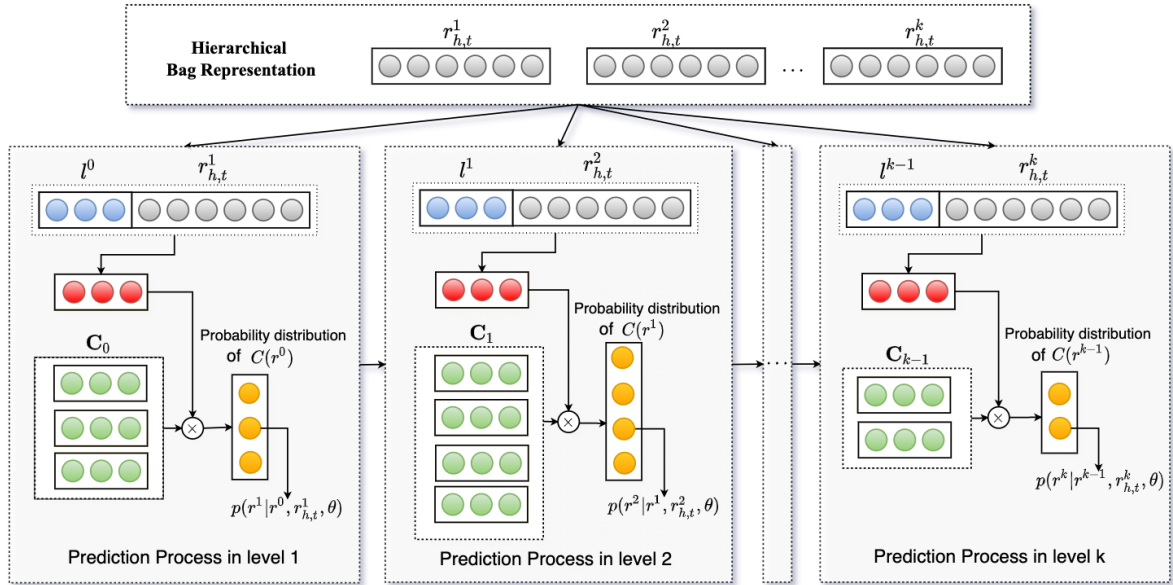 Hierarchical
Bag Representation
r^1_{h,t}
r^2_{h,t}
...
r^k_{h,t}
l^0
r^1_{h,t}
C_0
Probability distribution
of C(r^0)
×
p(r^1|r^0, r^1_{h,t}, θ)
Prediction Process in level 1
l^1
r^2_{h,t}
C_1
Probability distribution
of C(r^1)
×
p(r^2|r^1, r^2_{h,t}, θ)
Prediction Process in level 2
...
l^{k−1}
r^k_{h,t}
C_{k−1}
Probability distribution
of C(r^{k−1})
×
p(r^k|r^{k−1}, r^k_{h,t}, θ)
Prediction Process in level k